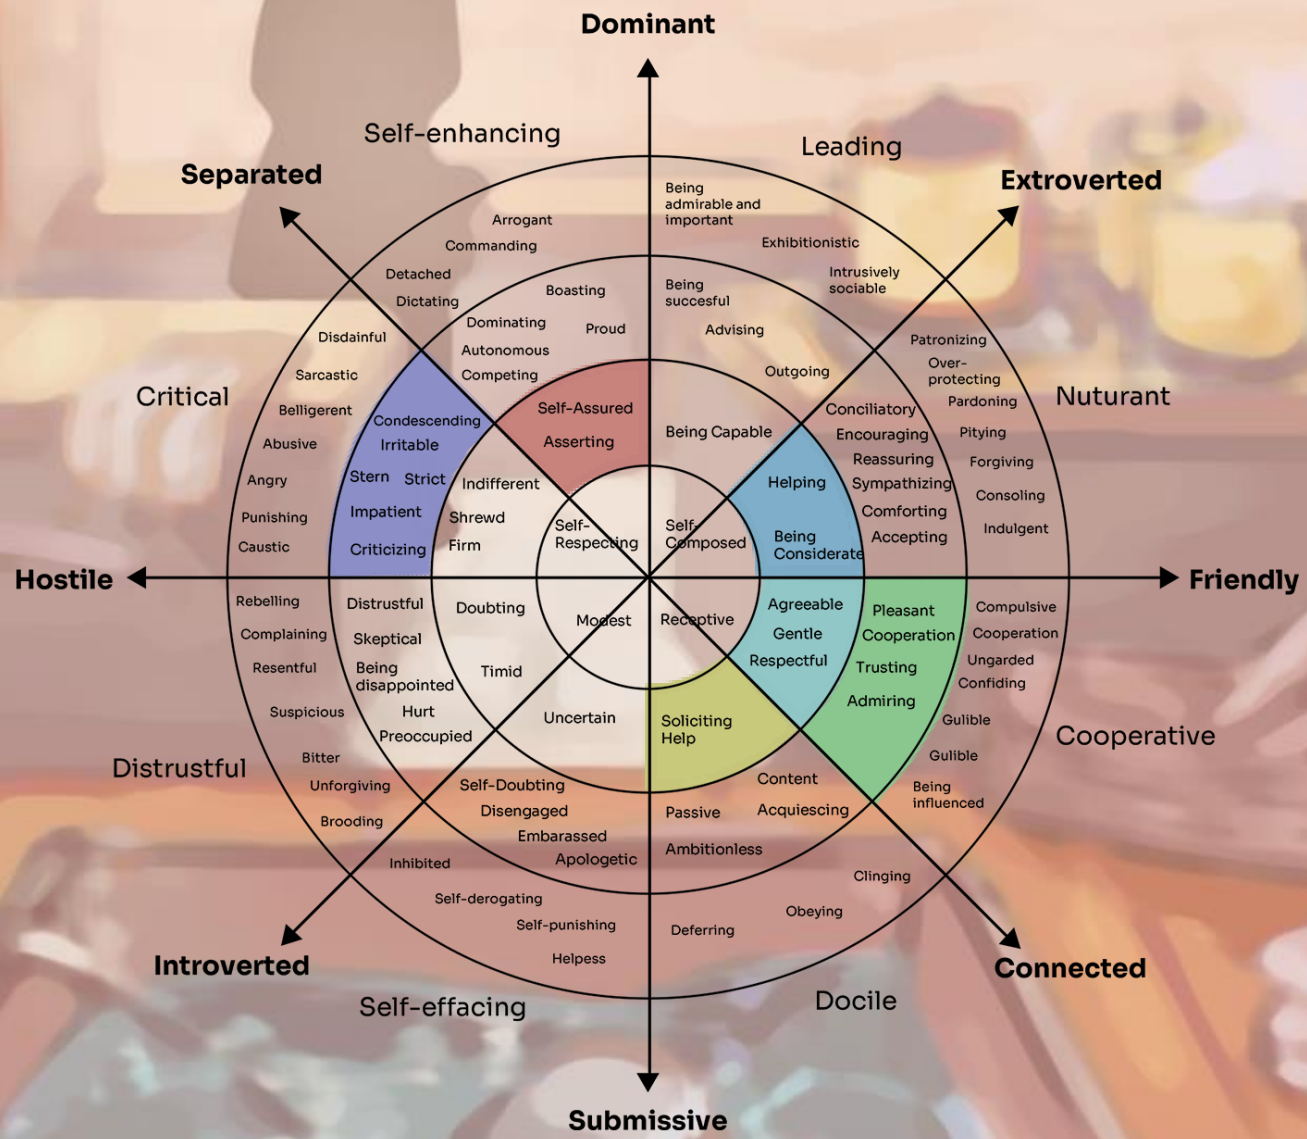 Dominant
Self-enhancing
Leading
Separated
Extroverted
Being
admirable and
important
Arrogant
Commanding
Exhibitionistic
Detached
Dictating
Intrusively
sociable
Boasting
Being
succesful
Dominating
Proud
Advising
Disdainful
Autonomous
Patronizing
Sarcastic
Competing
Outgoing
Over-
protecting
Critical
Nuturant
Belligerent
Condescending
Self-Assured
Conciliatory
Pardoning
Abusive
Irritable
Asserting
Being Capable
Encouraging
Pitying
Angry
Stern
Strict
Indifferent
Helping
Reassuring
Forgiving
Sympathizing
Punishing
Impatient
Shrewd
Self-
Respecting
Self-
Composed
Being
Considerate
Comforting
Consoling
Caustic
Criticizing
Firm
Accepting
Indulgent
Hostile
Friendly
Rebelling
Distrustful
Doubting
Modest
Receptive
Agreeable
Pleasant
Cooperation
Compulsive
Cooperation
Complaining
Skeptical
Gentle
Resentful
Being
disappointed
Timid
Respectful
Trusting
Ungarded
Confiding
Suspicious
Hurt
Uncertain
Soliciting
Help
Admiring
Gulible
Bitter
Preoccupied
Gulible
Distrustful
Cooperative
Unforgiving
Self-Doubting
Content
Being
influenced
Brooding
Disengaged
Passive
Acquiescing
Embarassed
Inhibited
Apologetic
Ambitionless
Clinging
Self-derogating
Obeying
Self-punishing
Deferring
Helpess
Introverted
Connected
Self-effacing
Docile
Submissive